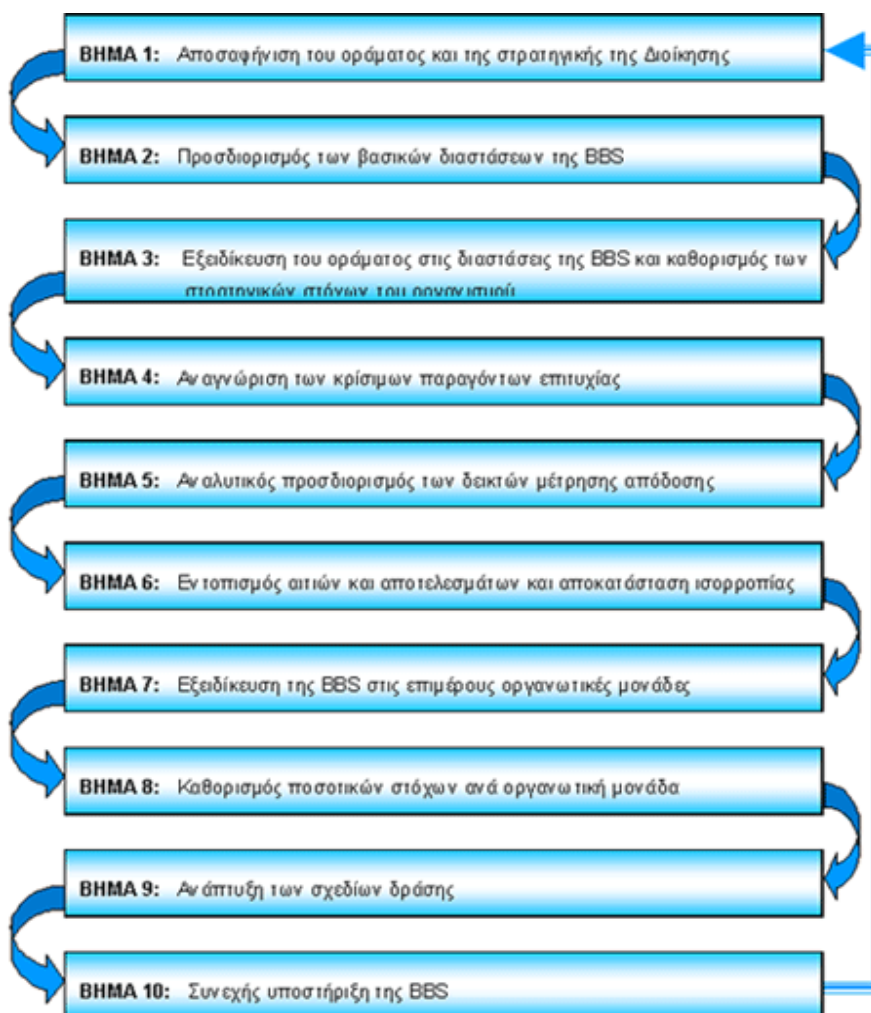 ΒΗΜΑ 1: Αποσαφήνιση του οράματος και της στρατηγικής της Διοίκησης
ΒΗΜΑ 2: Προσδιορισμός των βασικών διαστάσεων της BBS
ΒΗΜΑ 3: Εξειδίκευση του οράματος στις διαστάσεις της BBS και καθορισμός των
στρατηγικών στόχων του οργανισμού
ΒΗΜΑ 4: Αναγνώριση των κρίσιμων παραγόντων επιτυχίας
ΒΗΜΑ 5: Αναλυτικός προσδιορισμός των δεικτών μέτρησης απόδοσης
ΒΗΜΑ 6: Εντοπισμός αιτιών και αποτελεσμάτων και αποκατάσταση ισορροπίας
ΒΗΜΑ 7: Εξειδίκευση της BBS στις επιμέρους οργανωτικές μονάδες
ΒΗΜΑ 8: Καθορισμός ποσοτικών στόχων ανά οργανωτική μονάδα
ΒΗΜΑ 9: Ανάπτυξη των σχεδίων δράσης
ΒΗΜΑ 10: Συνεχής υποστήριξη της BBS